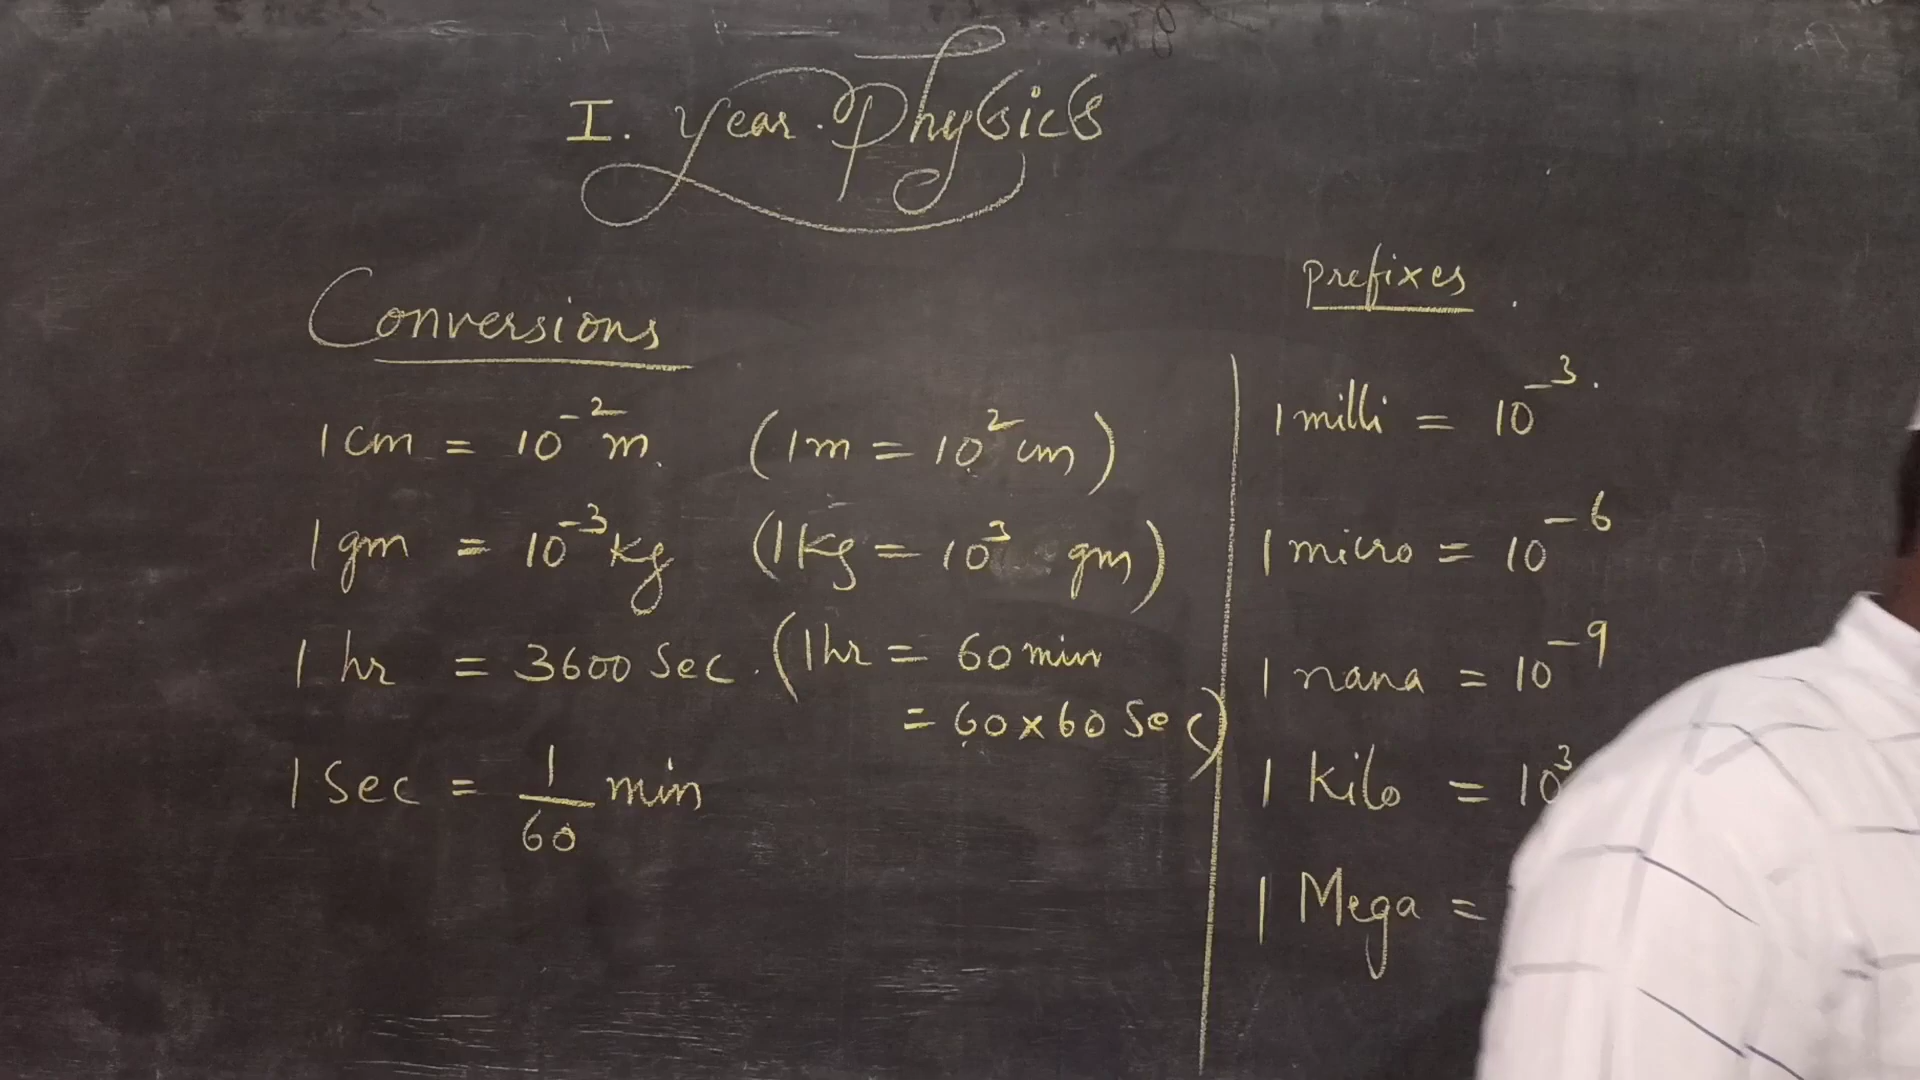 I. Year. Physics
Conversions
1 cm = 10⁻² m. (1m = 10² cm)
1 gm = 10⁻³ kg (1kg = 10³ gm)
1 hr = 3600 Sec. (1hr = 60 min
= 60 x 60 Sec)
1 Sec = 1/60 min
prefixes
1 milli = 10⁻³.
1 micro = 10⁻⁶
1 nana = 10⁻⁹
1 Kilo = 10³
1 Mega =